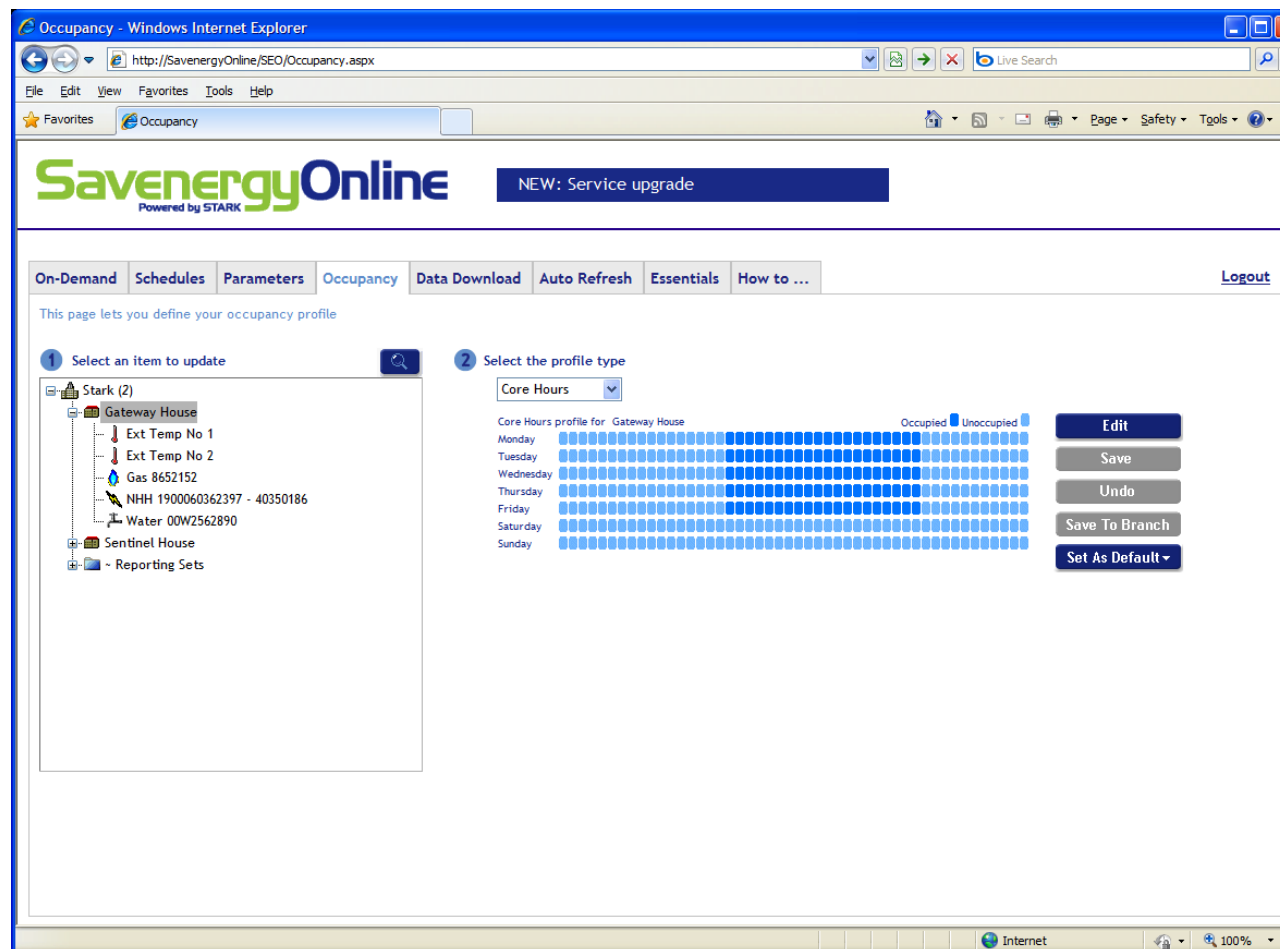 Occupancy - Windows Internet Explorer
http://SavenergyOnline/SEO/Occupancy.aspx
Live Search
File Edit View Favorites Tools Help
Favorites
Occupancy
Page Safety Tools
SavenergyOnline
Powered by STARK
NEW: Service upgrade
On-Demand Schedules Parameters Occupancy Data Download Auto Refresh Essentials How to ...
Logout
This page lets you define your occupancy profile
1 Select an item to update
Stark (2)
Gateway House
Ext Temp No 1
Ext Temp No 2
Gas 8652152
NHH 1900060362397 - 40350186
Water 00W2562890
Sentinel House
~ Reporting Sets
2 Select the profile type
Core Hours
Core Hours profile for Gateway House
Occupied Unoccupied
Monday
Tuesday
Wednesday
Thursday
Friday
Saturday
Sunday
Edit
Save
Undo
Save To Branch
Set As Default
Internet
100%